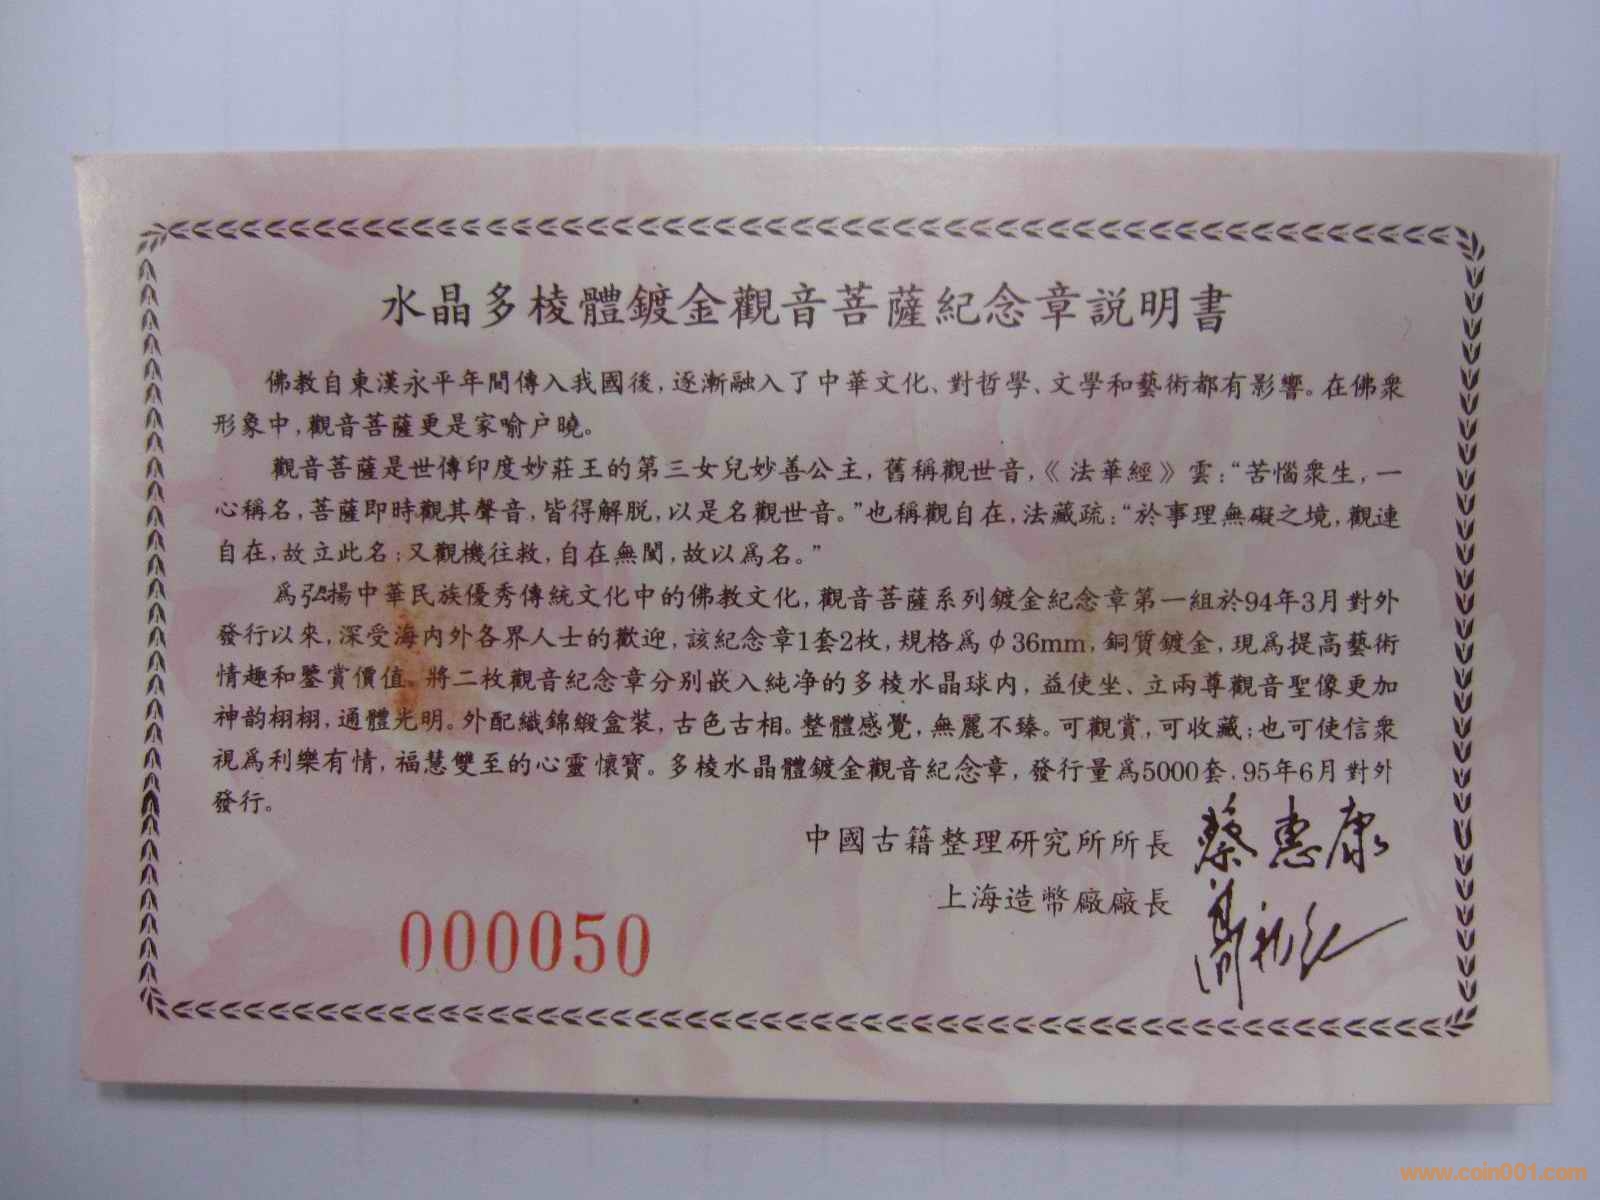 水晶多棱體鍍金觀音菩薩紀念章説明書
佛教自東漢永平年間傳入我國後,逐漸融入了中華文化、對哲學、文學和藝術都有影響。在佛衆
形象中,觀音菩薩更是家喻户曉。
觀音菩薩是世傳印度妙莊王的第三女兒妙善公主,舊稱觀世音,《法華經》雲:“苦惱衆生,一
心稱名,菩薩即時觀其聲音,皆得解脱,以是名觀世音。”也稱觀自在,法藏疏:“於事理無礙之境,觀連
自在,故立此名;又觀機往救,自在無閡,故以爲名。”
爲弘揚中華民族優秀傳統文化中的佛教文化,觀音菩薩系列鍍金紀念章第一組於94年3月對外
發行以來,深受海内外各界人士的歡迎,該紀念章1套2枚,規格爲φ36mm,銅質鍍金,現爲提高藝術
情趣和鑒賞價值。將二枚觀音紀念章分别嵌入純净的多棱水晶球内,益使坐、立兩尊觀音聖像更加
神韵栩栩,通體光明。外配織錦緞盒装,古色古相。整體感覺,無麗不臻。可觀賞,可收藏;也可使信衆
視爲利樂有情,福慧雙至的心靈懷寶。多棱水晶體鍍金觀音紀念章,發行量爲5000套.95年6月對外
發行。
中國古籍整理研究所所長 蔡惠康
上海造幣廠廠長
000050
www.coin001.com